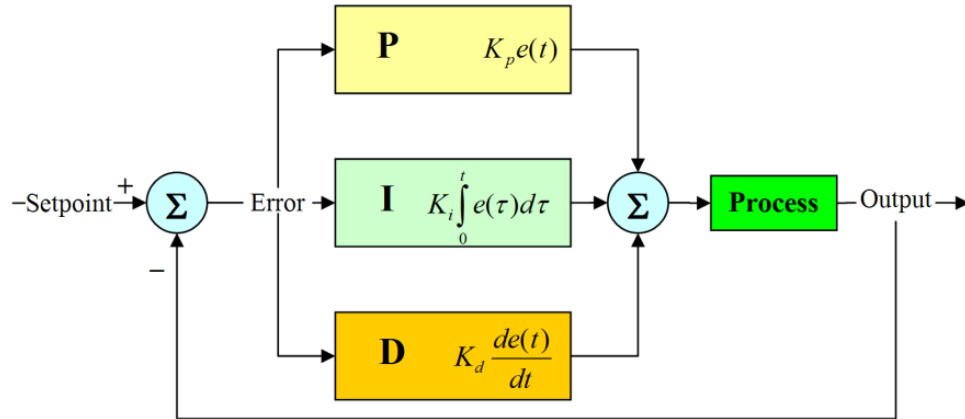 P K_p e(t)
–Setpoint + Σ Error I K_i ∫_0^t e(τ)dτ Σ Process Output
–
D K_d de(t)/dt